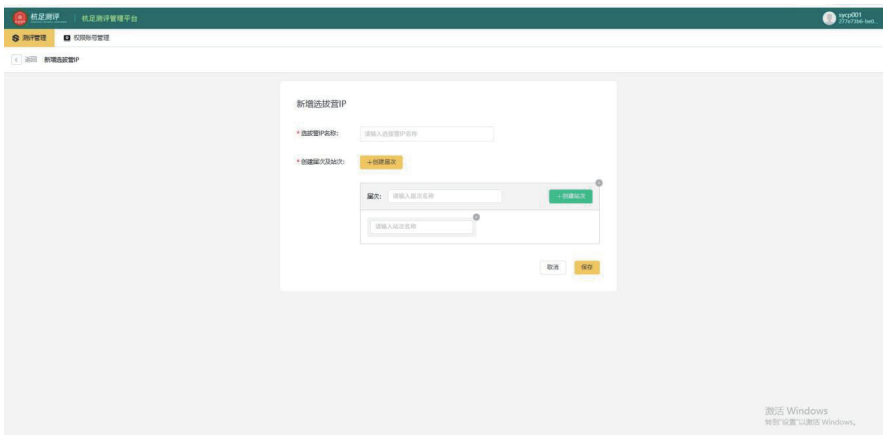 杭足测评
杭足测评管理平台
sycp001
测评管理
权限账号管理
返回 新增选拔营IP
新增选拔营IP
* 选拔营IP名称: 请输入选拔营IP名称
* 创建届次及站次: +创建届次
届次: 请输入届次名称 +创建站次
请输入站次名称
取消 保存
激活 Windows
转到"设置"以激活 Windows。